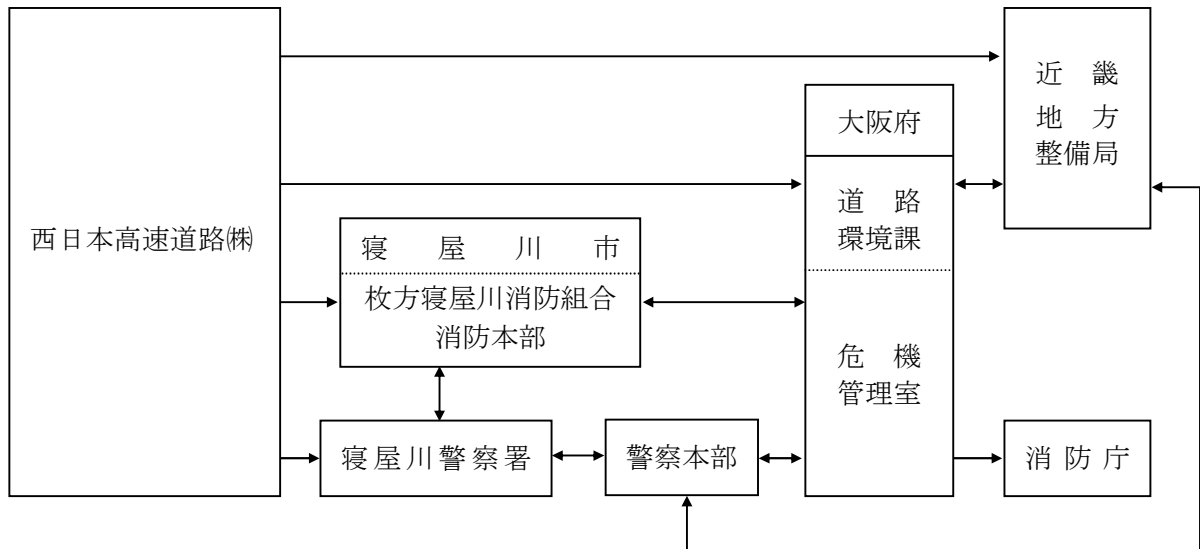 西日本高速道路㈱
寝屋川市
枚方寝屋川消防組合
消防本部
寝屋川警察署
警察本部
大阪府
道路
環境課
危機
管理室
近畿
地方
整備局
消防庁